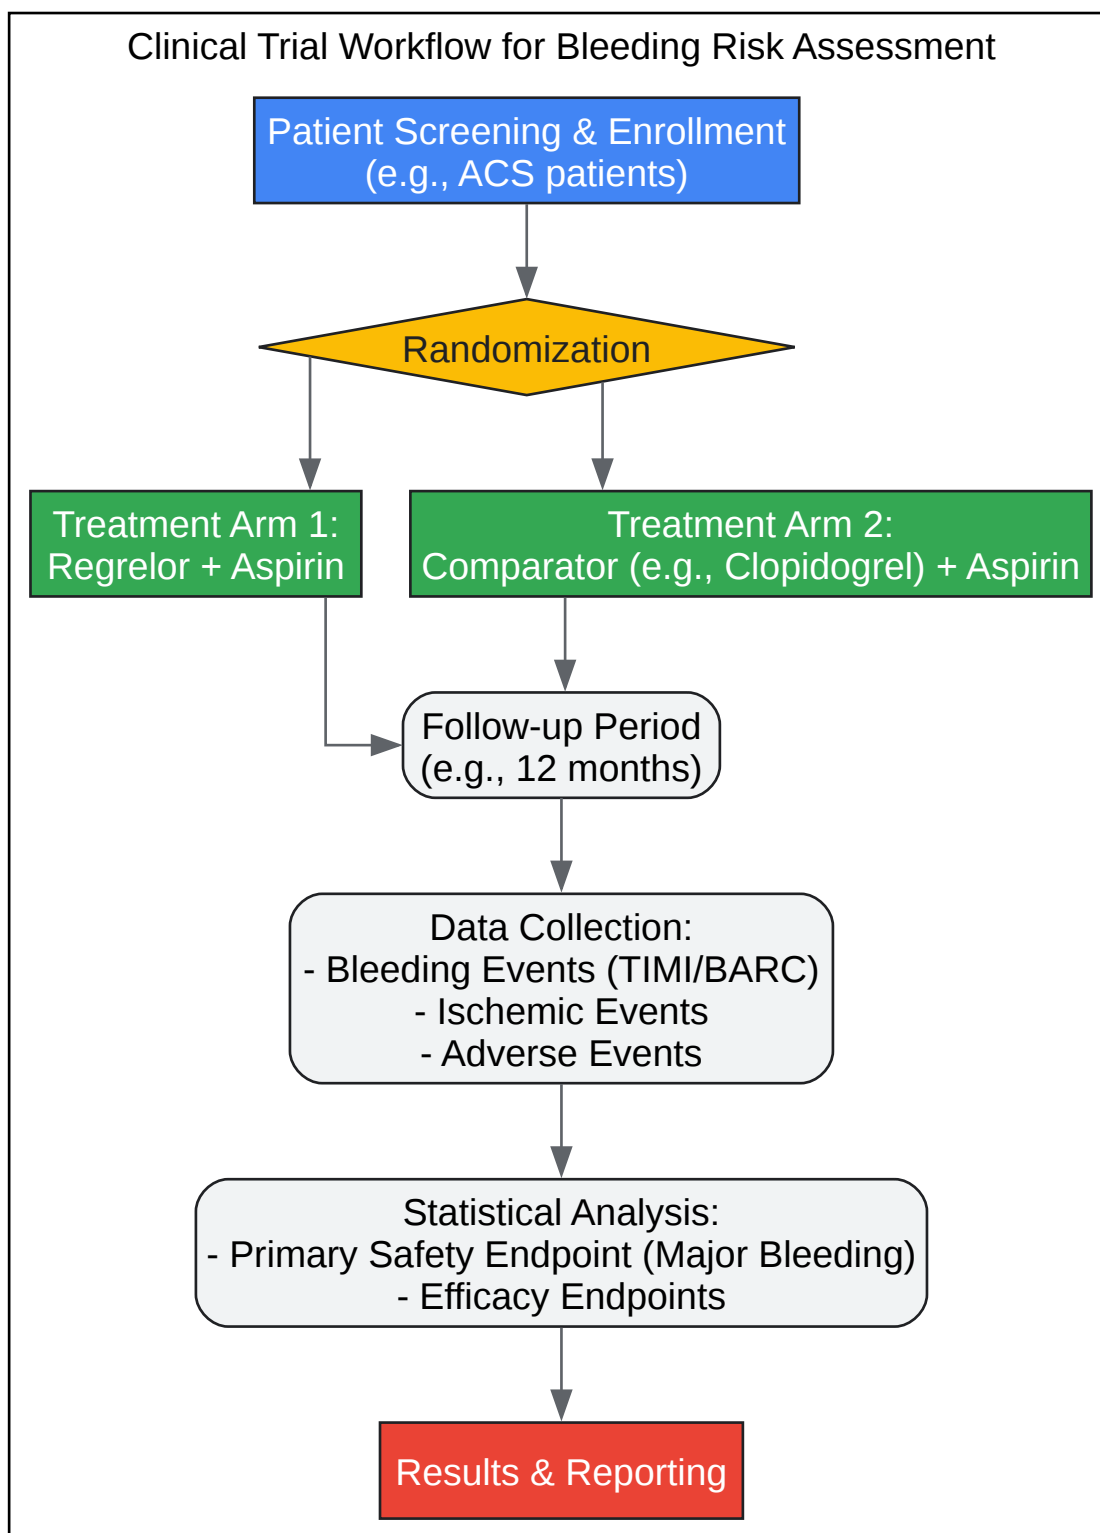 Clinical Trial Workflow for Bleeding Risk Assessment
Patient Screening & Enrollment
(e.g., ACS patients)
Randomization
Treatment Arm 1:
Regrelor + Aspirin
Treatment Arm 2:
Comparator (e.g., Clopidogrel) + Aspirin
Follow-up Period
(e.g., 12 months)
Data Collection:
- Bleeding Events (TIMI/BARC)
- Ischemic Events
- Adverse Events
Statistical Analysis:
- Primary Safety Endpoint (Major Bleeding)
- Efficacy Endpoints
Results & Reporting